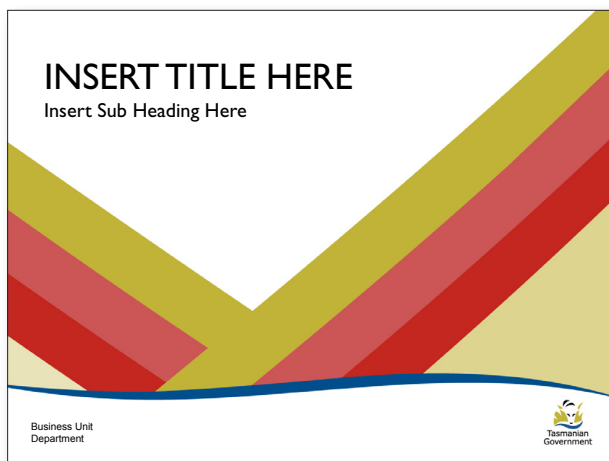 INSERT TITLE HERE
Insert Sub Heading Here
Business Unit
Department
Tasmanian
Government